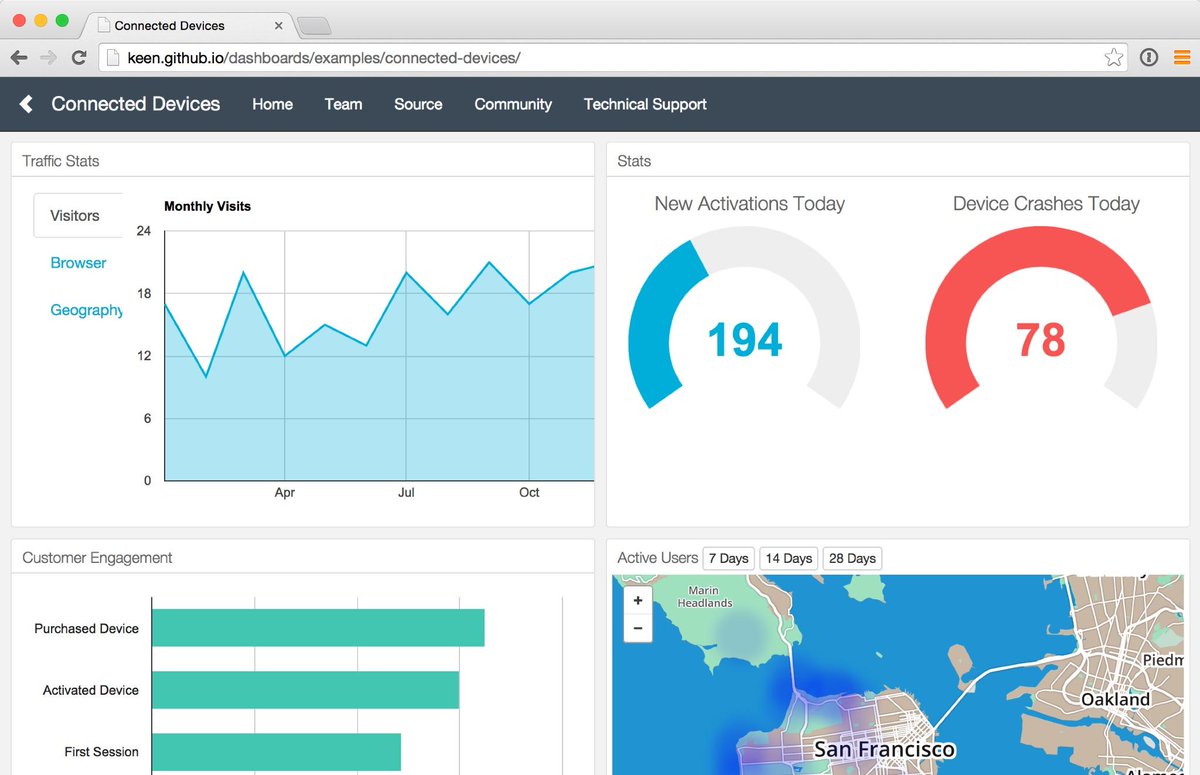 Connected Devices
keen.github.io/dashboards/examples/connected-devices/
Connected Devices Home Team Source Community Technical Support
Traffic Stats
Visitors
Browser
Geography
Monthly Visits
24
18
12
6
0
Apr Jul Oct
Stats
New Activations Today
194
Device Crashes Today
78
Customer Engagement
Purchased Device
Activated Device
First Session
Active Users 7 Days 14 Days 28 Days
+
−
Marin
Headlands
Piedm
Oakland
San Francisco